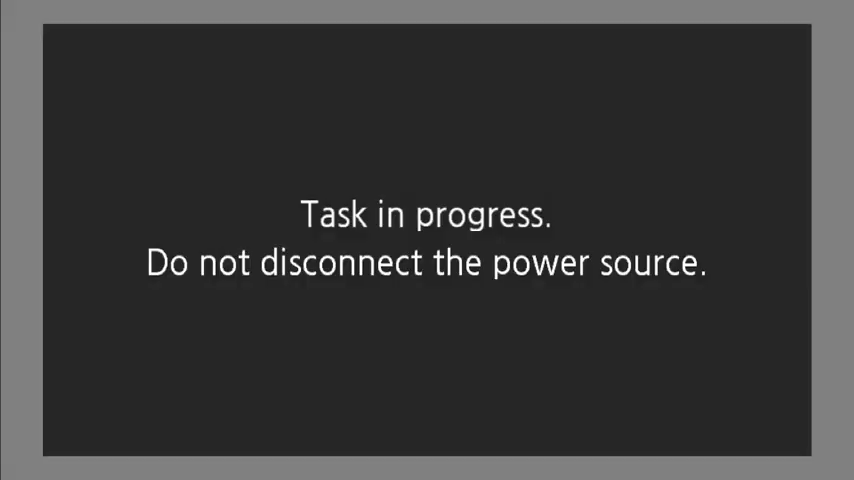 Task in progress.
Do not disconnect the power source.